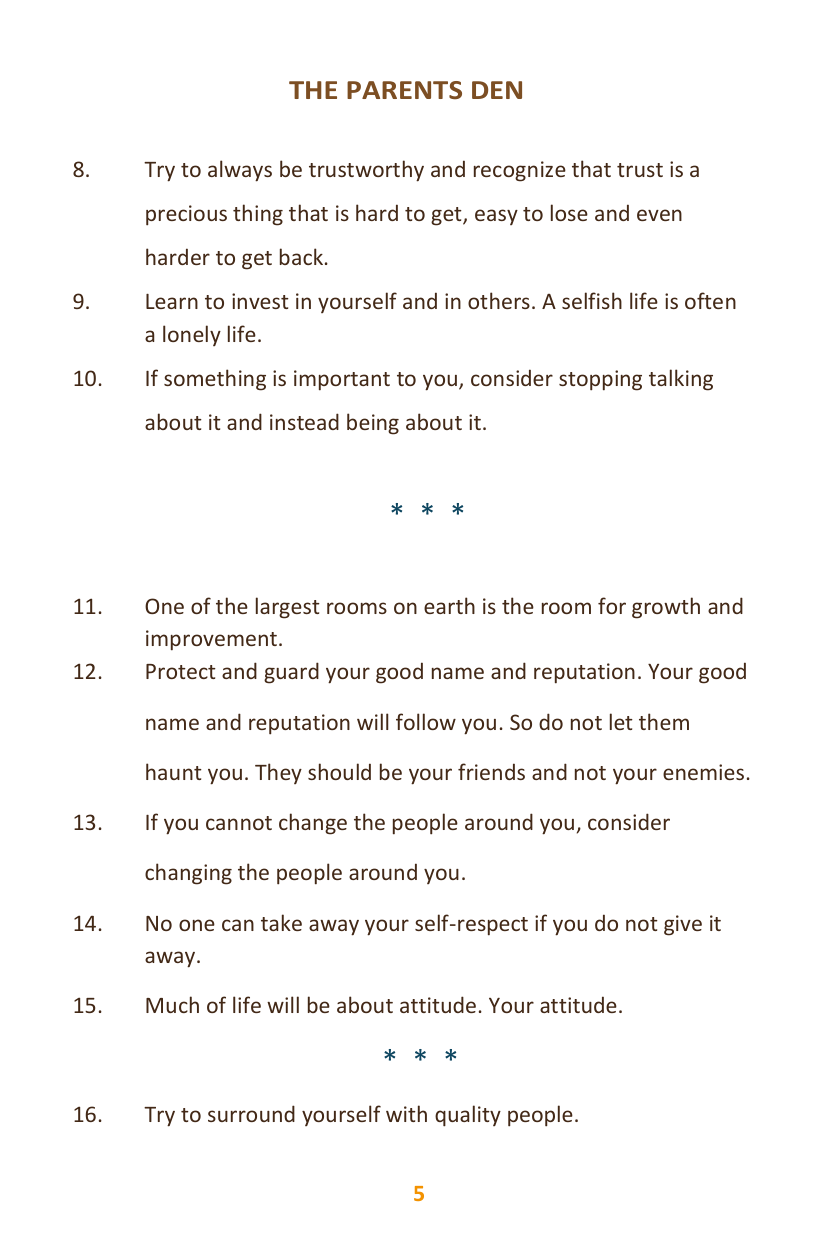 THE PARENTS DEN
8. Try to always be trustworthy and recognize that trust is a
precious thing that is hard to get, easy to lose and even
harder to get back.
9. Learn to invest in yourself and in others. A selfish life is often
a lonely life.
10. If something is important to you, consider stopping talking
about it and instead being about it.
* * *
11. One of the largest rooms on earth is the room for growth and
improvement.
12. Protect and guard your good name and reputation. Your good
name and reputation will follow you. So do not let them
haunt you. They should be your friends and not your enemies.
13. If you cannot change the people around you, consider
changing the people around you.
14. No one can take away your self-respect if you do not give it
away.
15. Much of life will be about attitude. Your attitude.
* * *
16. Try to surround yourself with quality people.
5